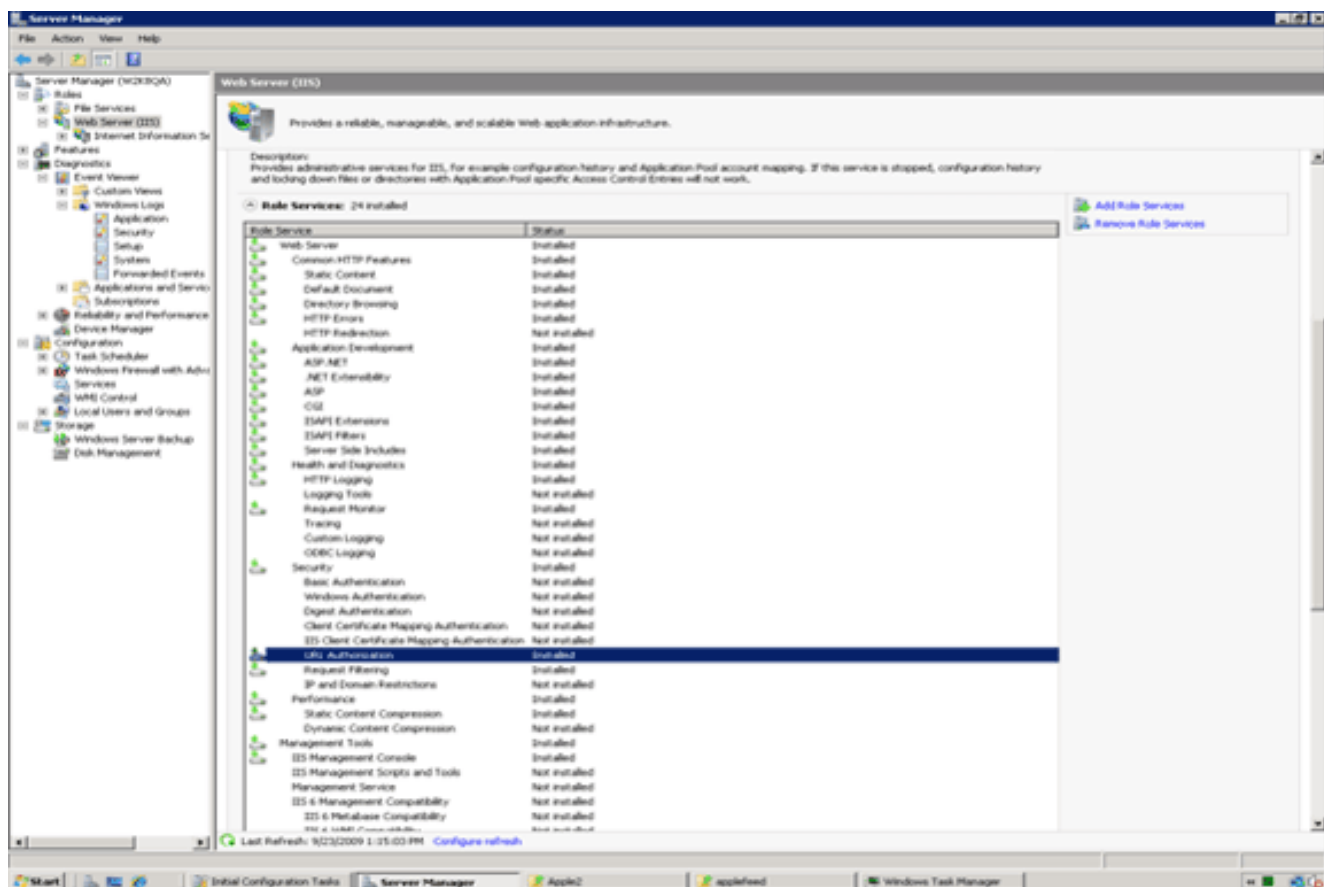 Server Manager
File Action View Help
Server Manager (W2K8QA)
Roles
File Services
Web Server (IIS)
Internet Information Se
Features
Diagnostics
Event Viewer
Custom Views
Windows Logs
Application
Security
Setup
System
Forwarded Events
Applications and Servic
Subscriptions
Reliability and Performance
Device Manager
Configuration
Task Scheduler
Windows Firewall with Adva
Services
WMI Control
Local Users and Groups
Storage
Windows Server Backup
Disk Management
Web Server (IIS)
Provides a reliable, manageable, and scalable Web application infrastructure.
Description:
Provides administrative services for IIS, for example configuration history and Application Pool account mapping. If this service is stopped, configuration history
and locking down files or directories with Application Pool specific Access Control Entries will not work.
Role Services: 24 installed
Add Role Services
Remove Role Services
Role Service Status
Web Server Installed
Common HTTP Features Installed
Static Content Installed
Default Document Installed
Directory Browsing Installed
HTTP Errors Installed
HTTP Redirection Not installed
Application Development Installed
ASP.NET Installed
.NET Extensibility Installed
ASP Installed
CGI Installed
ISAPI Extensions Installed
ISAPI Filters Installed
Server Side Includes Installed
Health and Diagnostics Installed
HTTP Logging Installed
Logging Tools Not installed
Request Monitor Installed
Tracing Not installed
Custom Logging Not installed
ODBC Logging Not installed
Security Installed
Basic Authentication Not installed
Windows Authentication Not installed
Digest Authentication Not installed
Client Certificate Mapping Authentication Not installed
IIS Client Certificate Mapping Authentication Not installed
URL Authorization Installed
Request Filtering Installed
IP and Domain Restrictions Not installed
Performance Installed
Static Content Compression Installed
Dynamic Content Compression Not installed
Management Tools Installed
IIS Management Console Installed
IIS Management Scripts and Tools Not installed
Management Service Not installed
IIS 6 Management Compatibility Not installed
IIS 6 Metabase Compatibility Not installed
IIS 6 WMI Compatibility Not installed
Last Refresh: 9/23/2009 1:15:03 PM Configure refresh
Start
Initial Configuration Tasks
Server Manager
Apple2
applefeed
Windows Task Manager